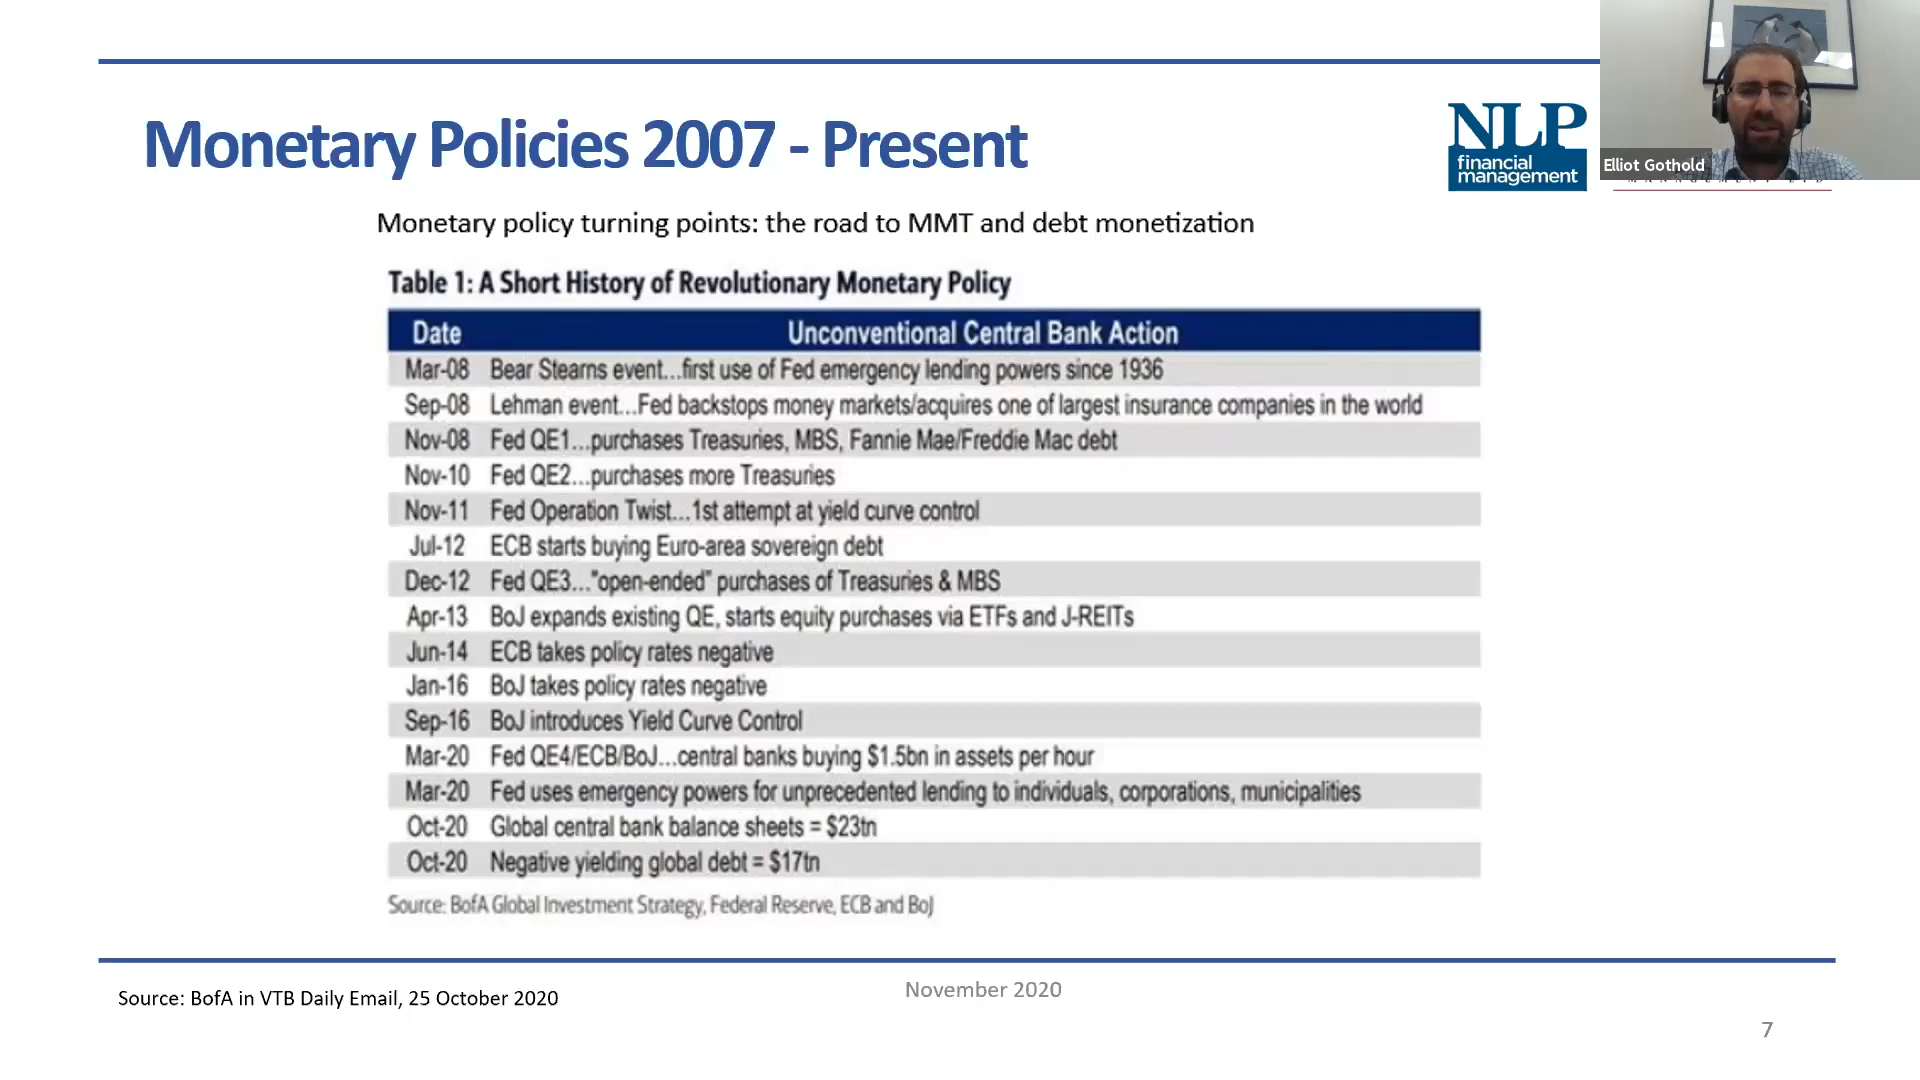 Monetary Policies 2007 - Present
NLP
financial
management
Elliot Gothold
Monetary policy turning points: the road to MMT and debt monetization
Table 1: A Short History of Revolutionary Monetary Policy
Date Unconventional Central Bank Action
Mar-08 Bear Stearns event...first use of Fed emergency lending powers since 1936
Sep-08 Lehman event...Fed backstops money markets/acquires one of largest insurance companies in the world
Nov-08 Fed QE1...purchases Treasuries, MBS, Fannie Mae/Freddie Mac debt
Nov-10 Fed QE2...purchases more Treasuries
Nov-11 Fed Operation Twist...1st attempt at yield curve control
Jul-12 ECB starts buying Euro-area sovereign debt
Dec-12 Fed QE3..."open-ended" purchases of Treasuries & MBS
Apr-13 BoJ expands existing QE, starts equity purchases via ETFs and J-REITs
Jun-14 ECB takes policy rates negative
Jan-16 BoJ takes policy rates negative
Sep-16 BoJ introduces Yield Curve Control
Mar-20 Fed QE4/ECB/BoJ...central banks buying $1.5bn in assets per hour
Mar-20 Fed uses emergency powers for unprecedented lending to individuals, corporations, municipalities
Oct-20 Global central bank balance sheets = $23tn
Oct-20 Negative yielding global debt = $17tn
Source: BofA Global Investment Strategy, Federal Reserve, ECB and BoJ
Source: BofA in VTB Daily Email, 25 October 2020
November 2020
7